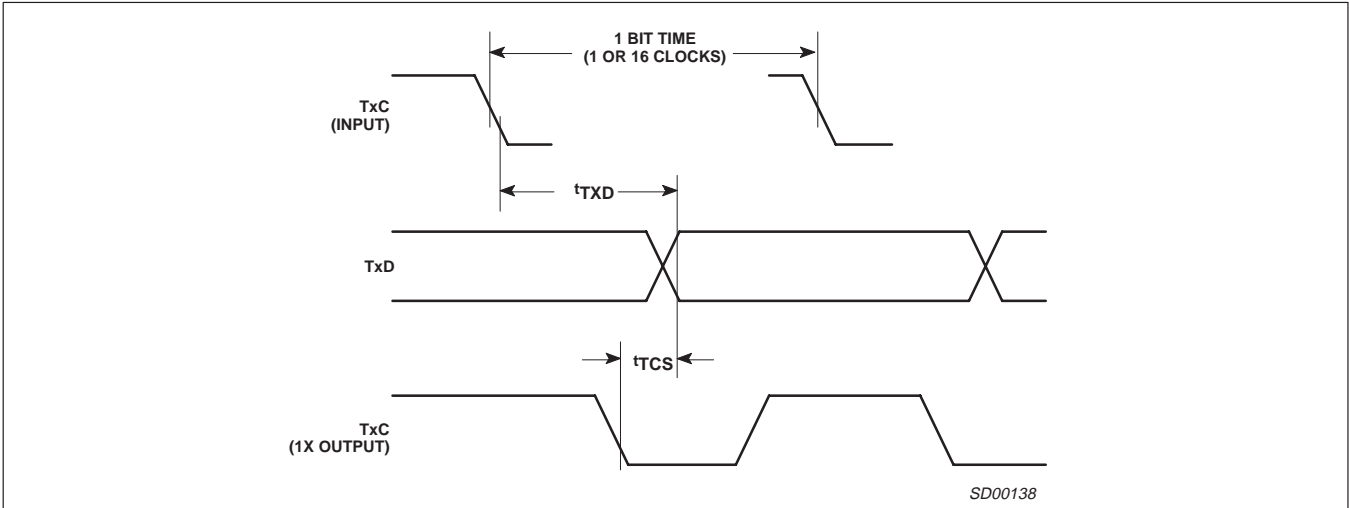 1 BIT TIME
(1 OR 16 CLOCKS)
TxC
(INPUT)
tTXD
TxD
tTCS
TxC
(1X OUTPUT)
SD00138